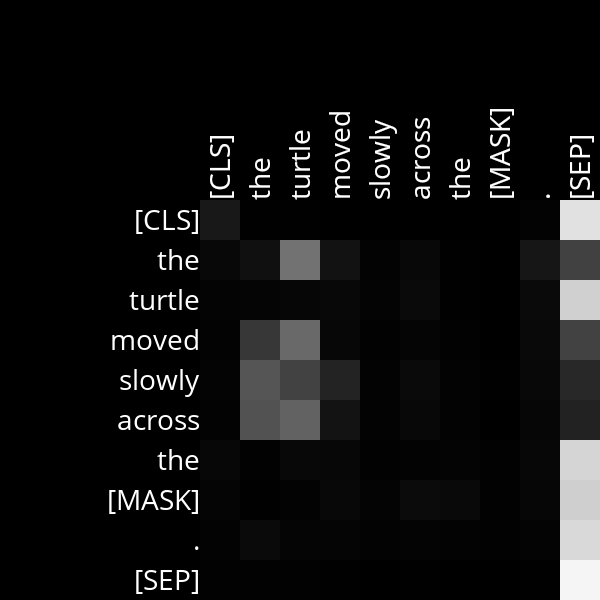 [CLS] the turtle moved slowly across the [MASK] . [SEP]
[CLS]
the
turtle
moved
slowly
across
the
[MASK]
.
[SEP]